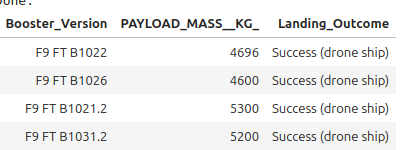 Done.
Booster_Version PAYLOAD_MASS__KG_ Landing_Outcome
F9 FT B1022 4696 Success (drone ship)
F9 FT B1026 4600 Success (drone ship)
F9 FT B1021.2 5300 Success (drone ship)
F9 FT B1031.2 5200 Success (drone ship)